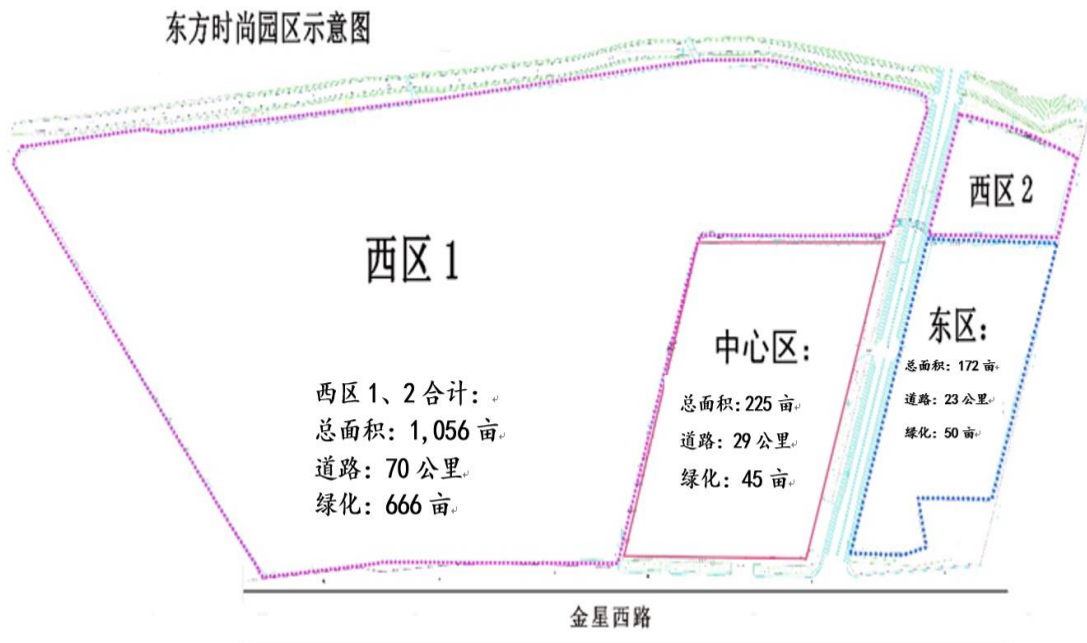 东方时尚园区示意图
西区 2
西区 1
东区：
总面积：172 亩
道路：23 公里
绿化：50 亩
中心区：
总面积：225 亩
道路：29 公里
绿化：45 亩
西区 1、2 合计：
总面积：1,056 亩
道路：70 公里
绿化：666 亩
金星西路